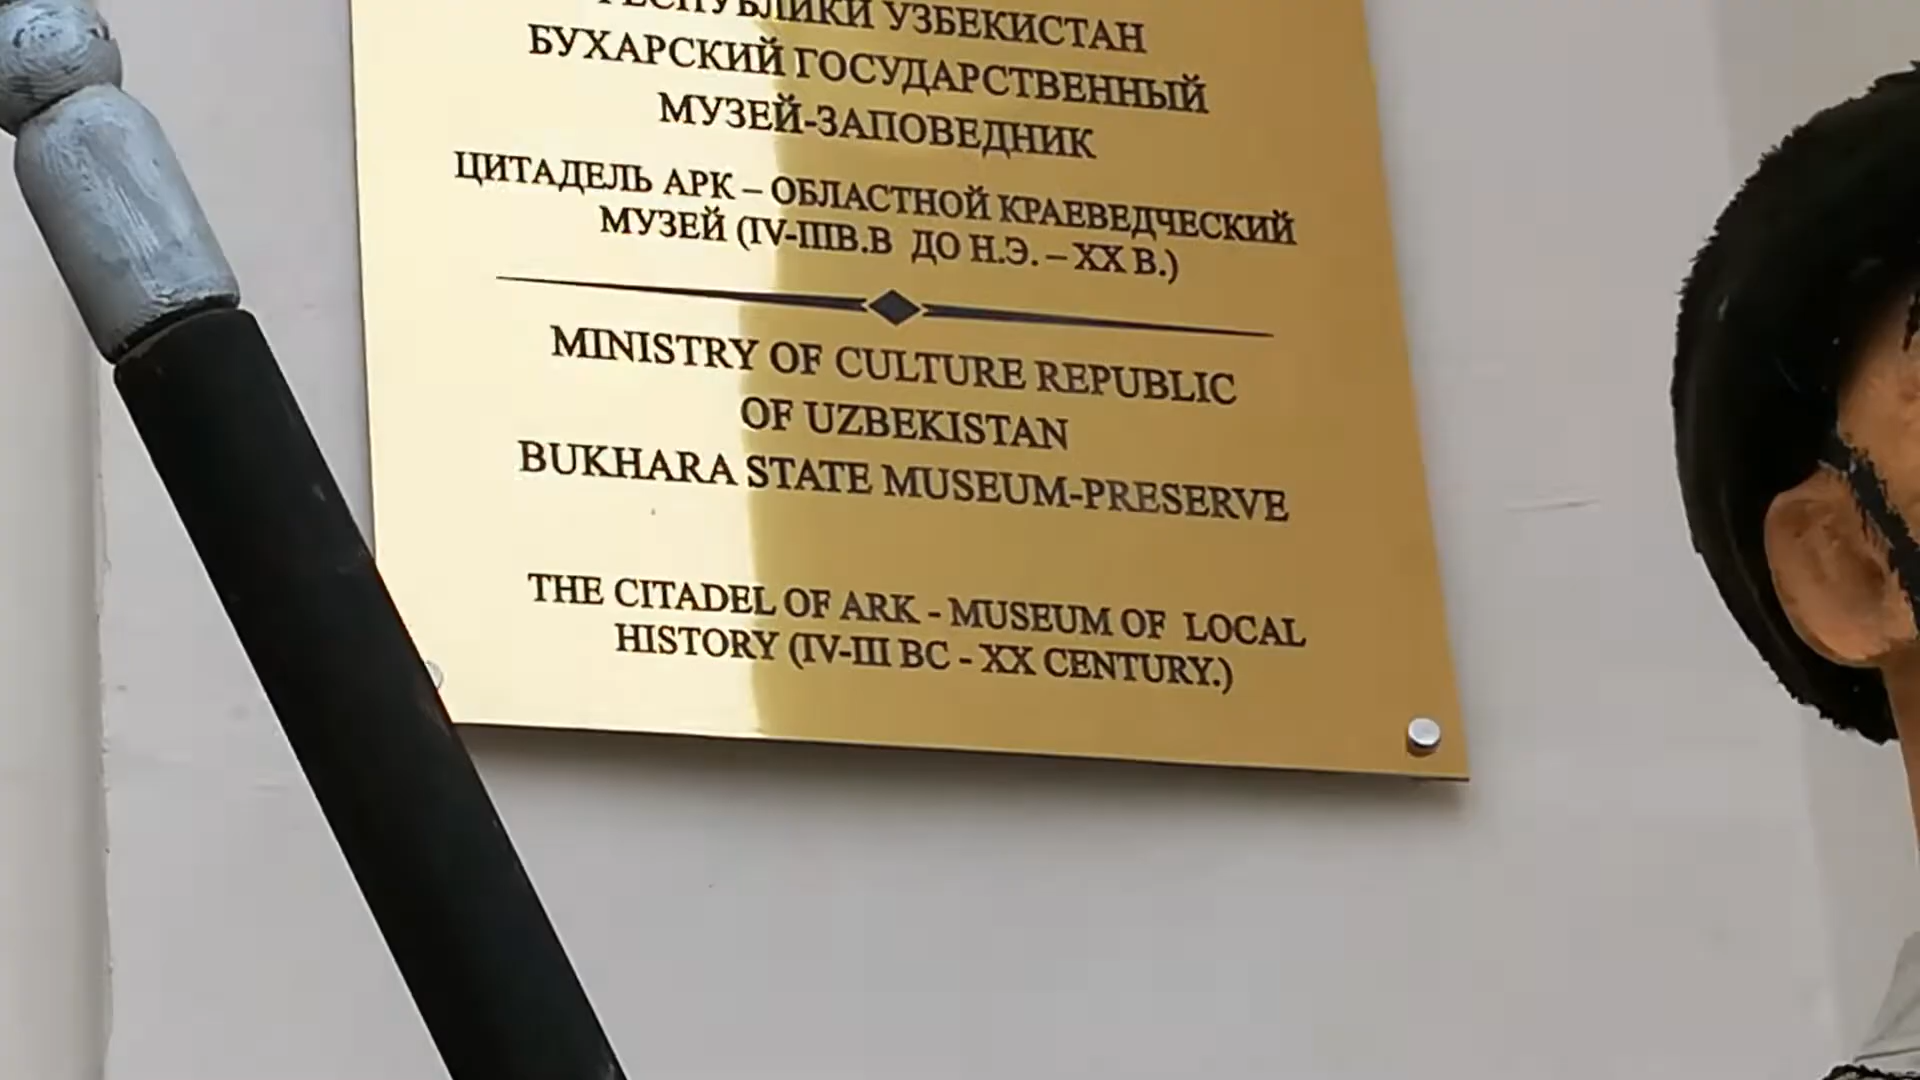 РЕСПУБЛИКИ УЗБЕКИСТАН
БУХАРСКИЙ ГОСУДАРСТВЕННЫЙ
МУЗЕЙ-ЗАПОВЕДНИК
ЦИТАДЕЛЬ АРК – ОБЛАСТНОЙ КРАЕВЕДЧЕСКИЙ
МУЗЕЙ (IV-IIIВ.В ДО Н.Э. – XX В.)
MINISTRY OF CULTURE REPUBLIC
OF UZBEKISTAN
BUKHARA STATE MUSEUM-PRESERVE
THE CITADEL OF ARK - MUSEUM OF LOCAL
HISTORY (IV-III BC - XX CENTURY.)